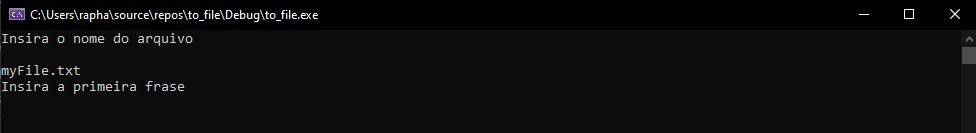 C:\Users\rapha\source\repos\to_file\Debug\to_file.exe
Insira o nome do arquivo
myFile.txt
Insira a primeira frase